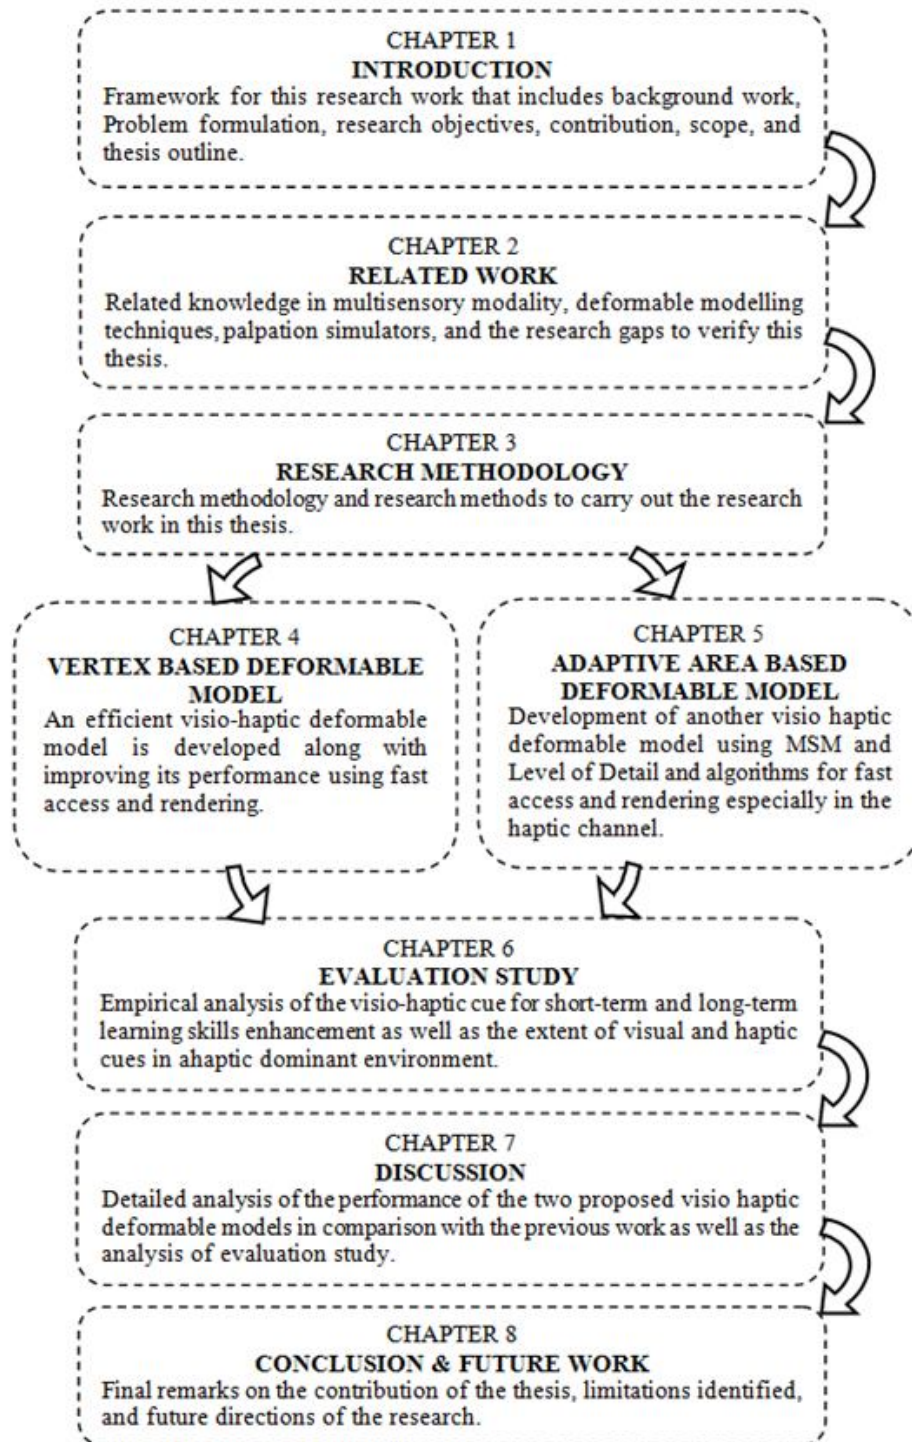 CHAPTER 1
INTRODUCTION
Framework for this research work that includes background work,
Problem formulation, research objectives, contribution, scope, and
thesis outline.
CHAPTER 2
RELATED WORK
Related knowledge in multisensory modality, deformable modelling
techniques, palpation simulators, and the research gaps to verify this
thesis.
CHAPTER 3
RESEARCH METHODOLOGY
Research methodology and research methods to carry out the research
work in this thesis.
CHAPTER 4
VERTEX BASED DEFORMABLE
MODEL
An efficient visio-haptic deformable
model is developed along with
improving its performance using fast
access and rendering.
CHAPTER 5
ADAPTIVE AREA BASED
DEFORMABLE MODEL
Development of another visio haptic
deformable model using MSM and
Level of Detail and algorithms for fast
access and rendering especially in the
haptic channel.
CHAPTER 6
EVALUATION STUDY
Empirical analysis of the visio-haptic cue for short-term and long-term
learning skills enhancement as well as the extent of visual and haptic
cues in ahaptic dominant environment.
CHAPTER 7
DISCUSSION
Detailed analysis of the performance of the two proposed visio haptic
deformable models in comparison with the previous work as well as the
analysis of evaluation study.
CHAPTER 8
CONCLUSION & FUTURE WORK
Final remarks on the contribution of the thesis, limitations identified,
and future directions of the research.